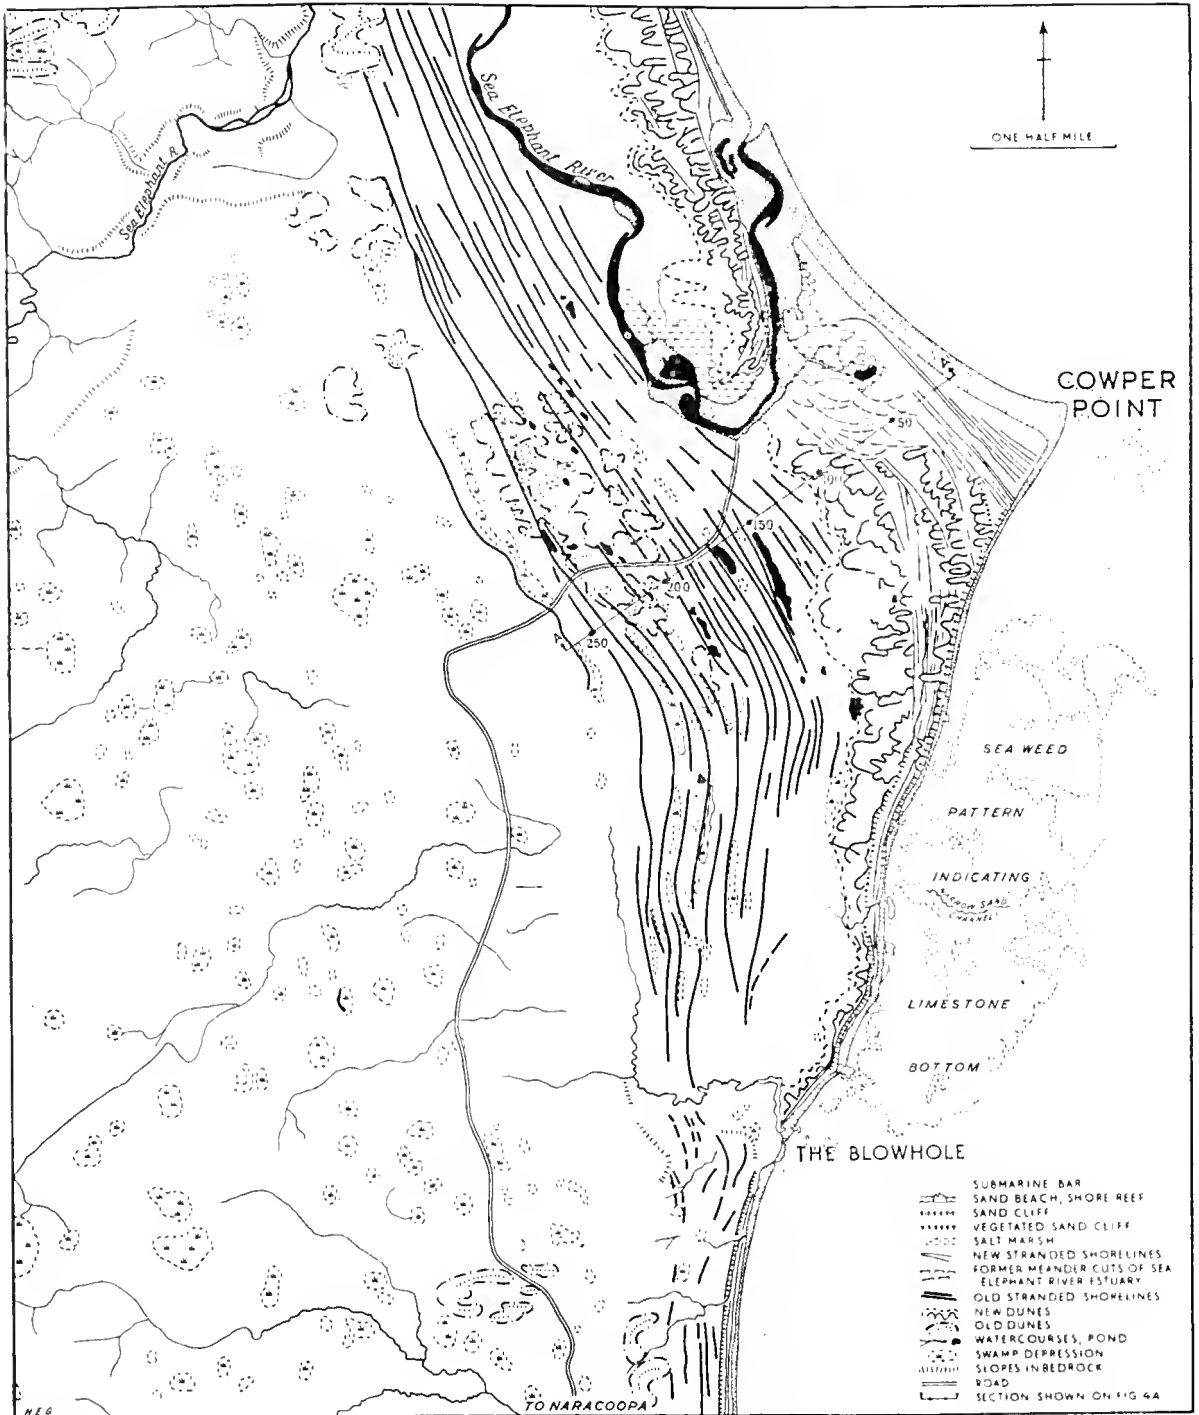 ONE HALF MILE
Sea Elephant River
Sea Elephant R.
COWPER
POINT
50
150
200
A
250
SEA WEED
PATTERN
INDICATING
NARROW SAND
CHANNEL
LIMESTONE
BOTTOM
THE BLOWHOLE
SUBMARINE BAR
SAND BEACH, SHORE REEF
SAND CLIFF
VEGETATED SAND CLIFF
SALT MARSH
NEW STRANDED SHORELINES
FORMER MEANDER CUTS OF SEA
ELEPHANT RIVER ESTUARY
OLD STRANDED SHORELINES
NEW DUNES
OLD DUNES
WATERCOURSES, POND
SWAMP DEPRESSION
SLOPES IN BEDROCK
ROAD
SECTION SHOWN ON FIG 4A
TO NARACOOPA